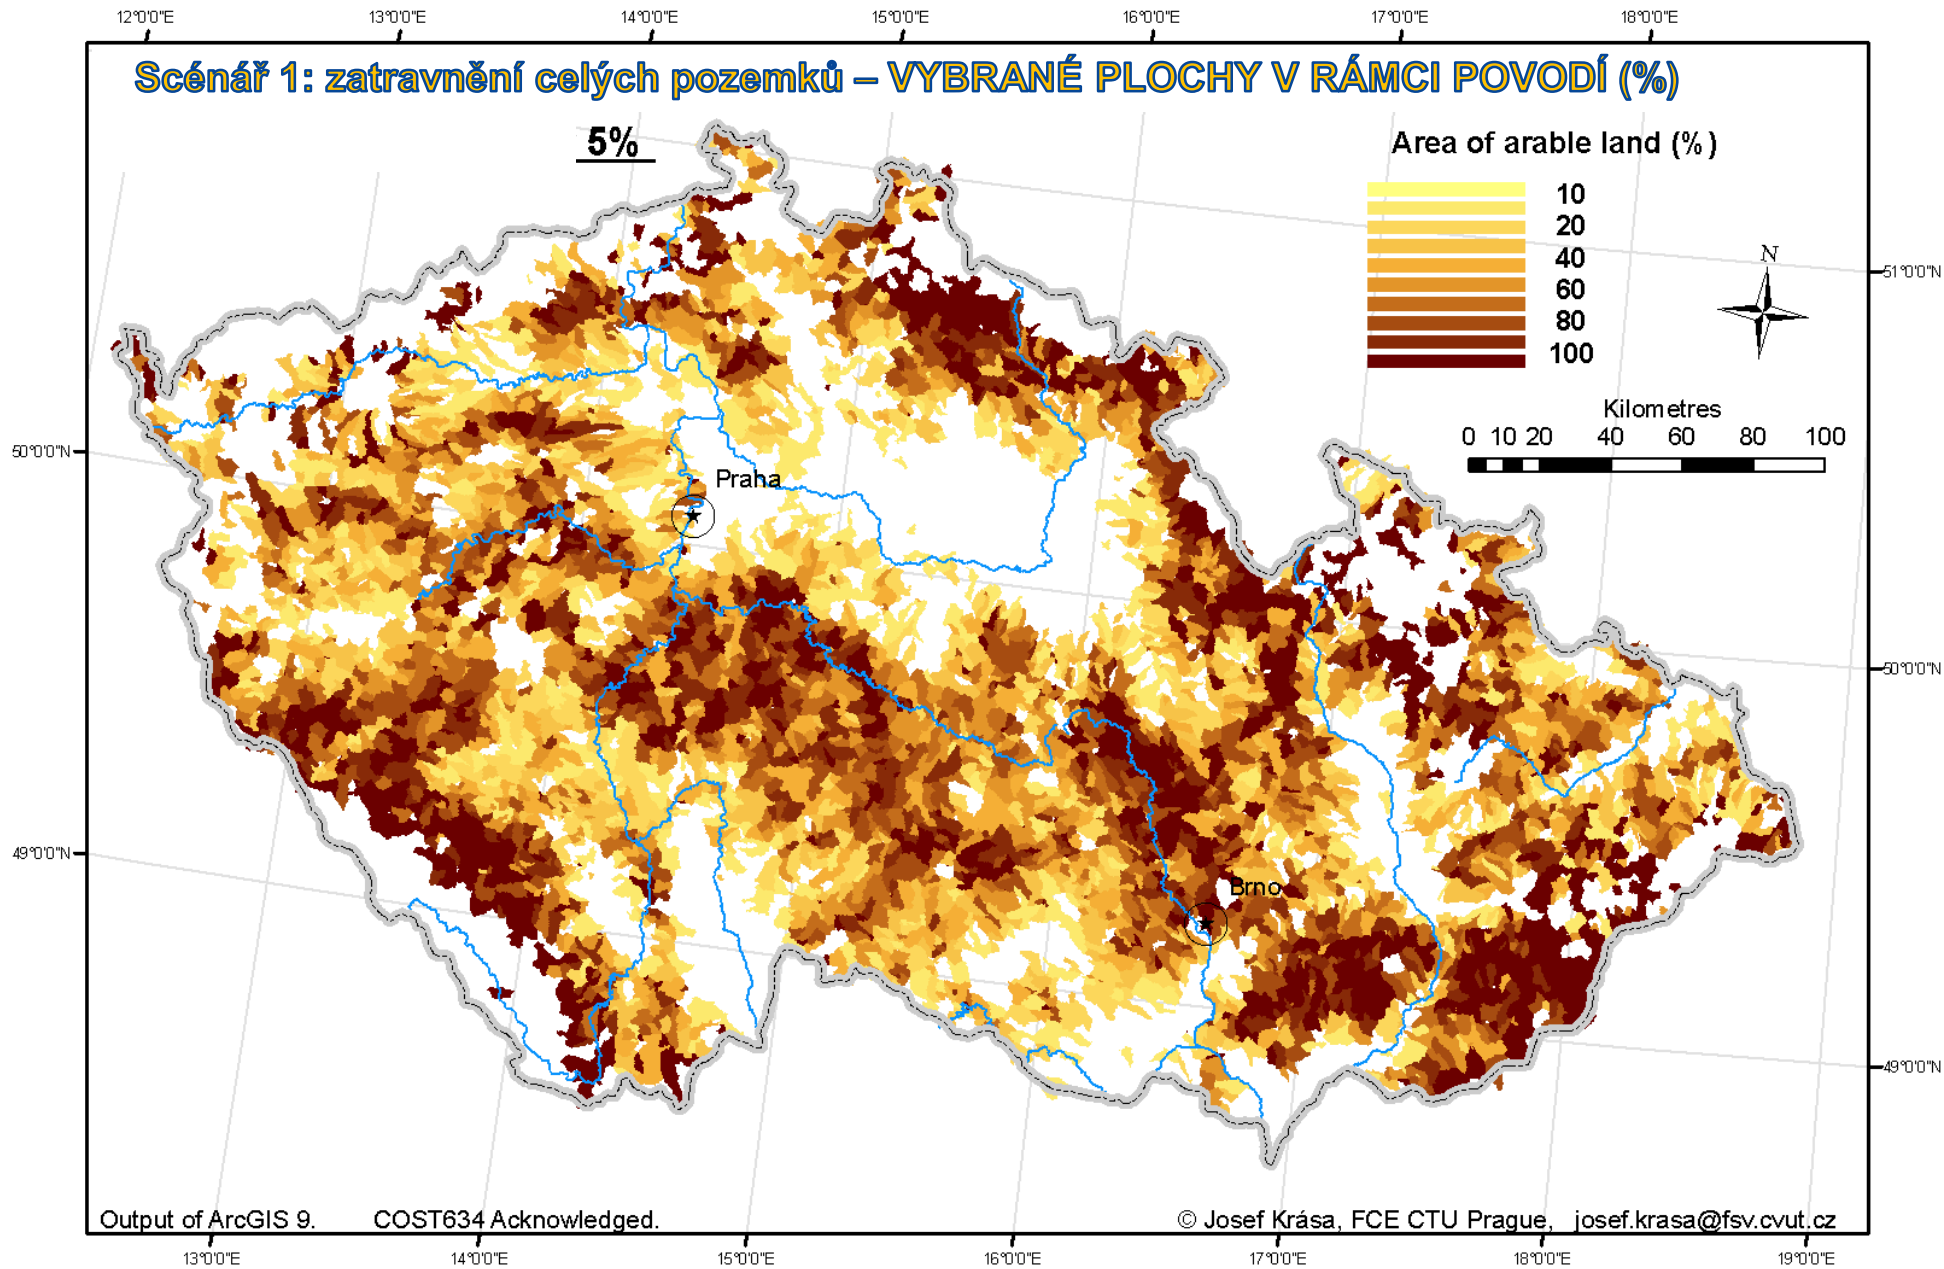 12°0'0"E 13°0'0"E 14°0'0"E 15°0'0"E 16°0'0"E 17°0'0"E 18°0'0"E
Scénář 1: zatravnění celých pozemků – VYBRANÉ PLOCHY V RÁMCI POVODÍ (%)
5%
Area of arable land (%)
10
20
40
60
80
100
N
51°0'0"N
Kilometres
0 10 20 40 60 80 100
50°0'0"N
Praha
50°0'0"N
49°0'0"N
Brno
49°0'0"N
Output of ArcGIS 9. COST634 Acknowledged. © Josef Krása, FCE CTU Prague, josef.krasa@fsv.cvut.cz
13°0'0"E 14°0'0"E 15°0'0"E 16°0'0"E 17°0'0"E 18°0'0"E 19°0'0"E